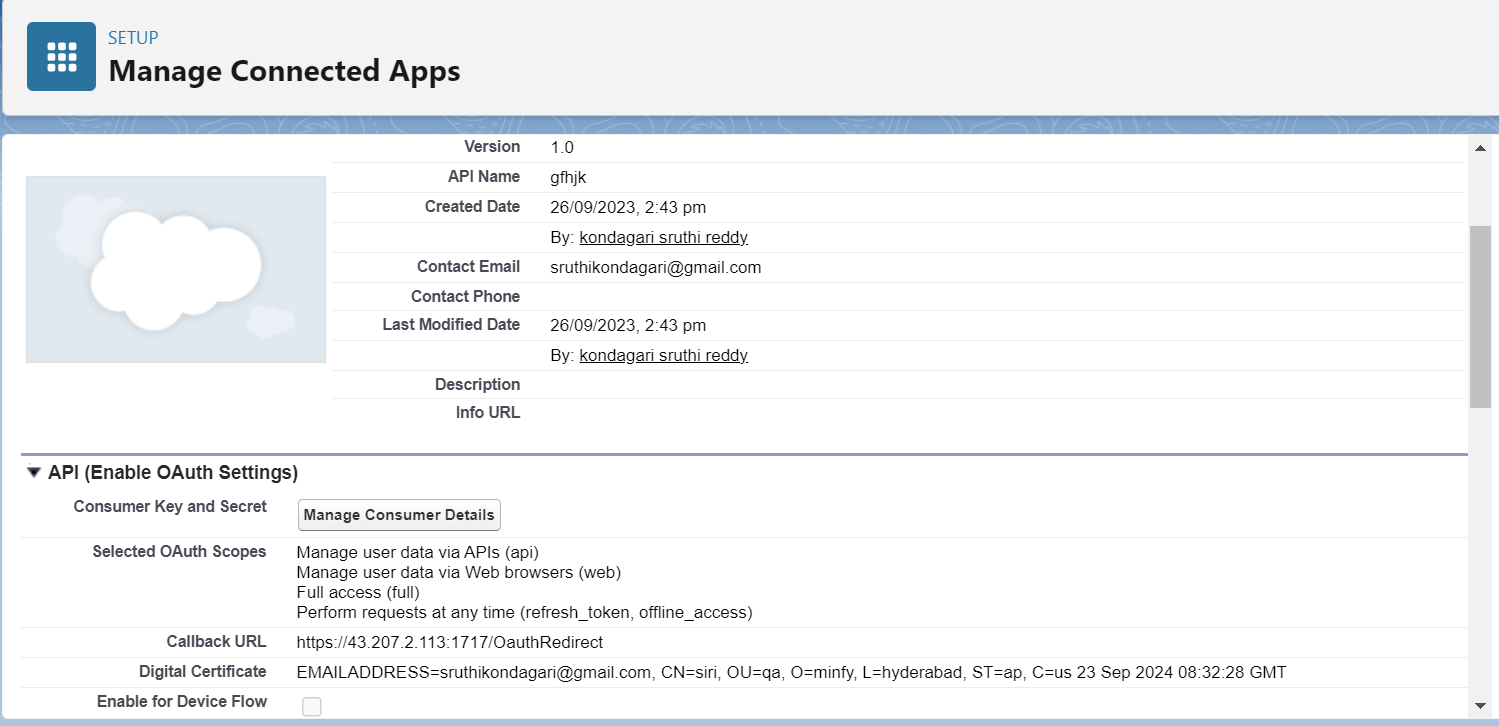 SETUP
Manage Connected Apps
Version 1.0
API Name gfhjk
Created Date 26/09/2023, 2:43 pm
By: kondagari sruthi reddy
Contact Email sruthikondagari@gmail.com
Contact Phone
Last Modified Date 26/09/2023, 2:43 pm
By: kondagari sruthi reddy
Description
Info URL
API (Enable OAuth Settings)
Consumer Key and Secret Manage Consumer Details
Selected OAuth Scopes Manage user data via APIs (api)
Manage user data via Web browsers (web)
Full access (full)
Perform requests at any time (refresh_token, offline_access)
Callback URL https://43.207.2.113:1717/OauthRedirect
Digital Certificate EMAILADDRESS=sruthikondagari@gmail.com, CN=siri, OU=qa, O=minfy, L=hyderabad, ST=ap, C=us 23 Sep 2024 08:32:28 GMT
Enable for Device Flow